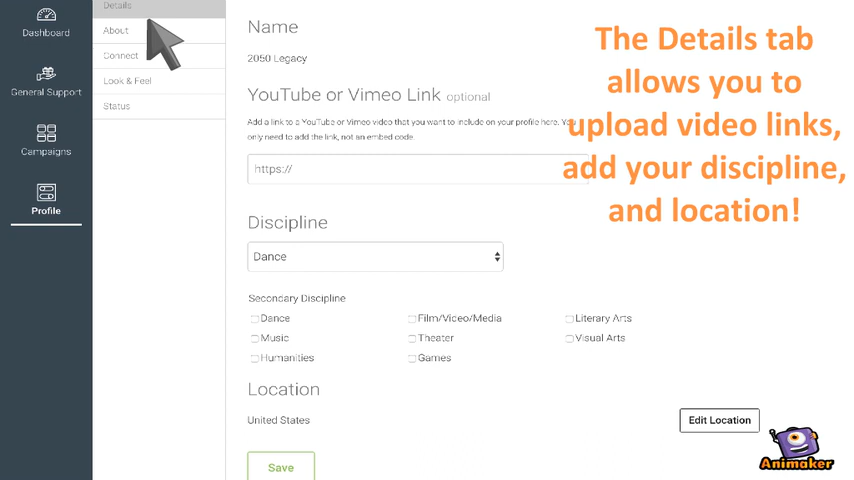 Dashboard
General Support
Campaigns
Profile
Details
About
Connect
Look & Feel
Status
Name
2050 Legacy
YouTube or Vimeo Link optional
Add a link to a YouTube or Vimeo video that you want to include on your profile here. You
only need to add the link, not an embed code.
https://
Discipline
Dance
Secondary Discipline
Dance Film/Video/Media Literary Arts
Music Theater Visual Arts
Humanities Games
Location
United States
Edit Location
Save
The Details tab
allows you to
upload video links,
add your discipline,
and location!
Animaker